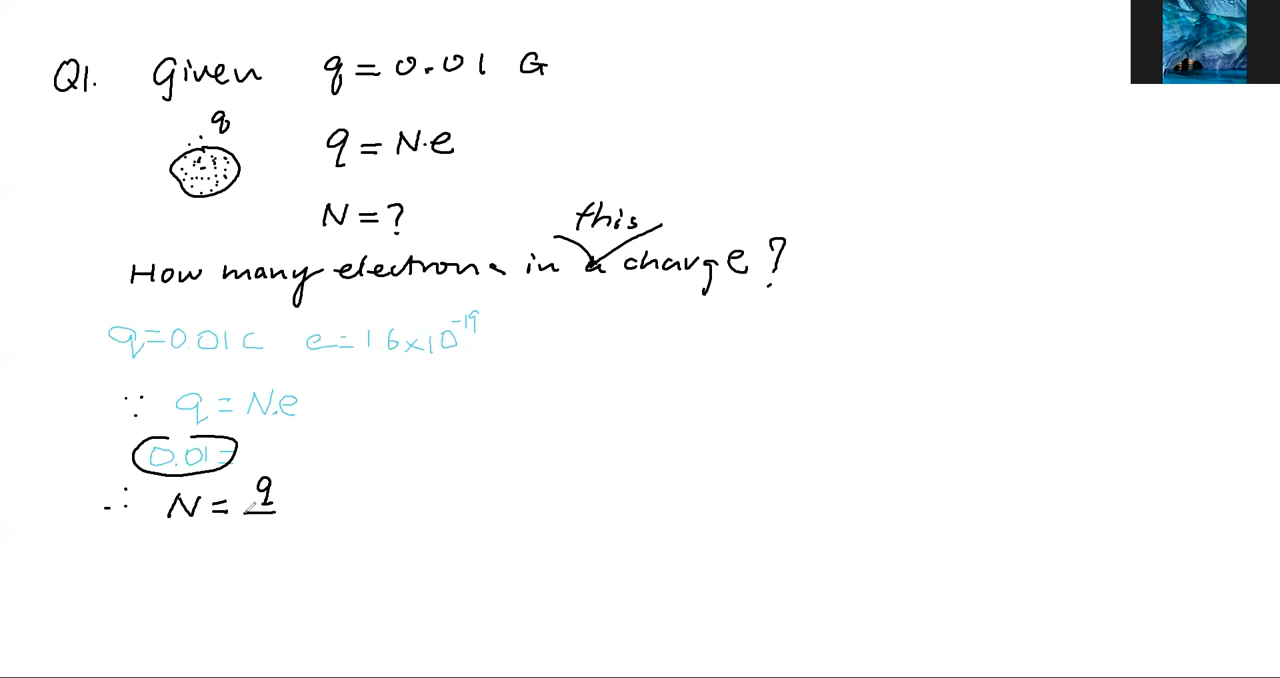 Q1. Given q = 0.01 C
q
q = N.e
N = ?
this
How many electrons in a charge ?
q=0.01C e=1.6×10⁻¹⁹
∵ q = N.e
0.01=
∴ N = q